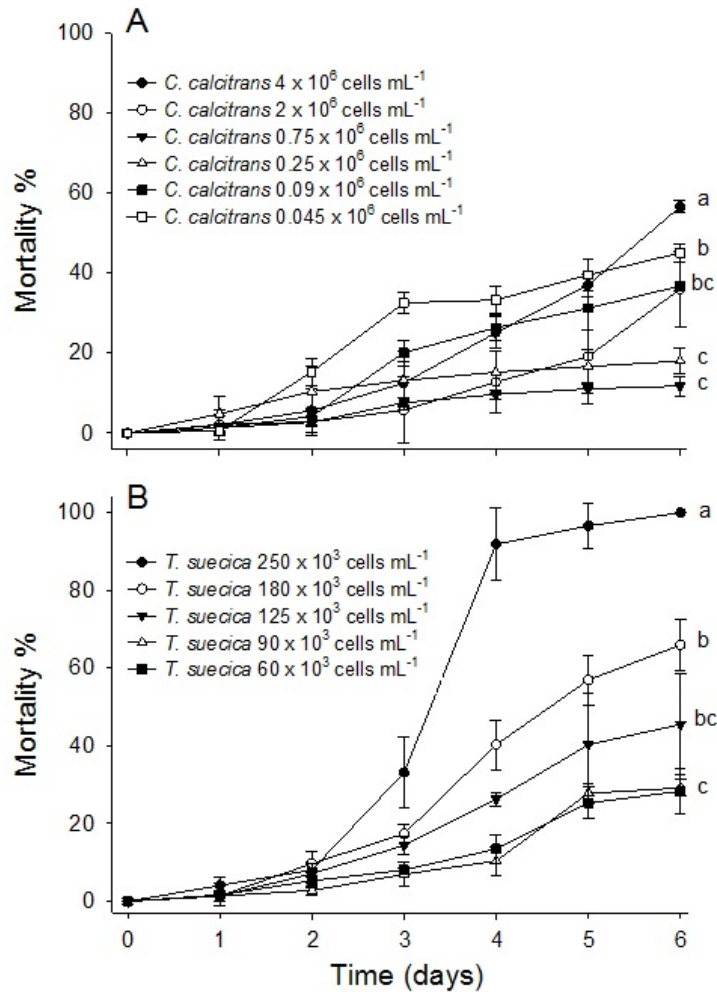 A
100
C. calcitrans 4 x 10⁶ cells mL⁻¹
80
C. calcitrans 2 x 10⁶ cells mL⁻¹
C. calcitrans 0.75 x 10⁶ cells mL⁻¹
C. calcitrans 0.25 x 10⁶ cells mL⁻¹
C. calcitrans 0.09 x 10⁶ cells mL⁻¹
60
C. calcitrans 0.045 x 10⁶ cells mL⁻¹
a
b
40
bc
20
c
c
0
Mortality %
B
100
a
T. suecica 250 x 10³ cells mL⁻¹
T. suecica 180 x 10³ cells mL⁻¹
80
T. suecica 125 x 10³ cells mL⁻¹
T. suecica 90 x 10³ cells mL⁻¹
T. suecica 60 x 10³ cells mL⁻¹
b
60
bc
40
c
20
0
Mortality %
0 1 2 3 4 5 6
Time (days)